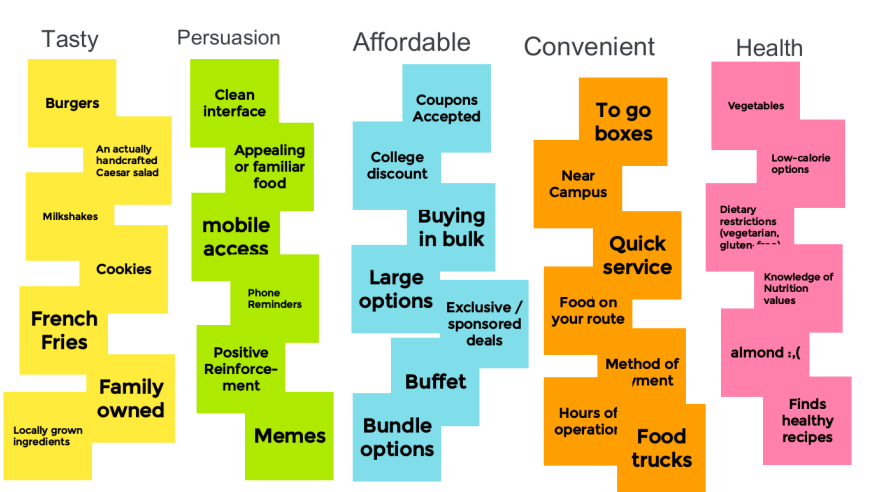 Tasty
Burgers
An actually
handcrafted
Caesar salad
Milkshakes
Cookies
French
Fries
Family
owned
Locally grown
ingredients
Persuasion
Clean
interface
Appealing
or familiar
food
mobile
access
Phone
Reminders
Positive
Reinforce-
ment
Memes
Affordable
Coupons
Accepted
College
discount
Buying
in bulk
Large
options
Exclusive /
sponsored
deals
Buffet
Bundle
options
Convenient
To go
boxes
Near
Campus
Quick
service
Food on
your route
Method of
Hours of
operation
Food
trucks
Health
Vegetables
Low-calorie
options
Dietary
restrictions
(vegetarian,
gluten-free)
Knowledge of
Nutrition
values
almond :,(
Finds
healthy
recipes